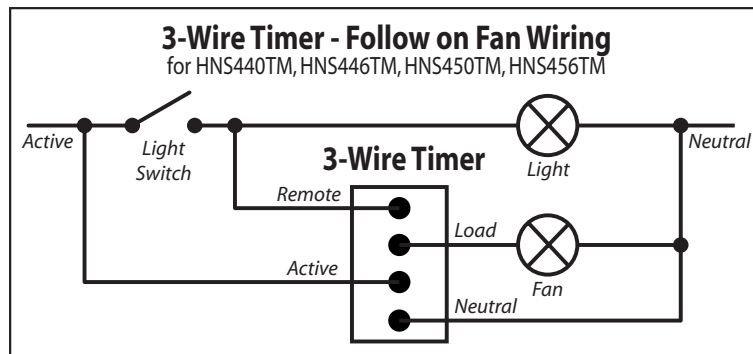 3-Wire Timer - Follow on Fan Wiring
for HNS440TM, HNS446TM, HNS450TM, HNS456TM
Active
Light
Switch
Light
Neutral
3-Wire Timer
Remote
Load
Active
Fan
Neutral